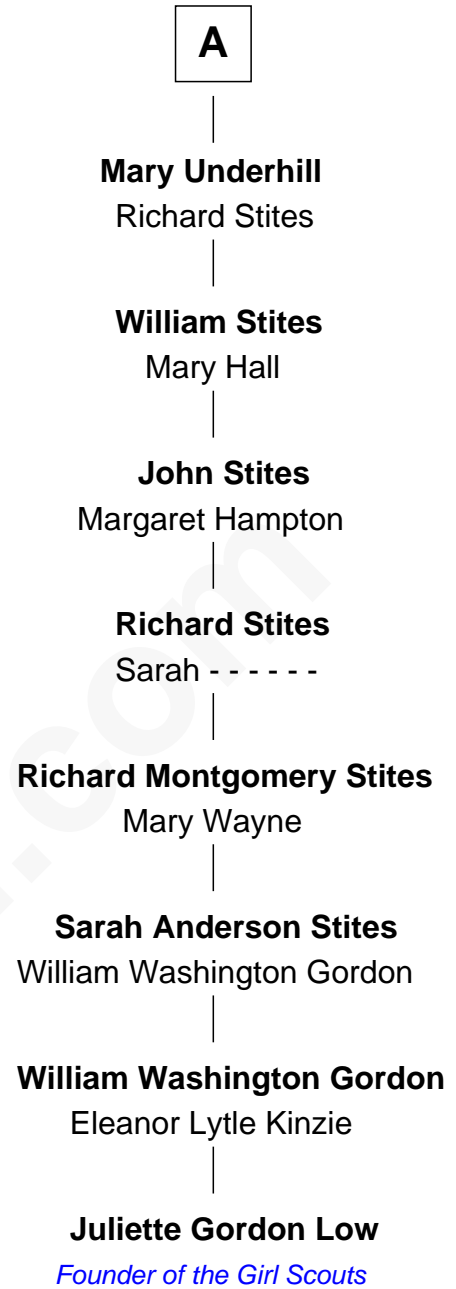 A
Mary Underhill
Richard Stites
William Stites
Mary Hall
John Stites
Margaret Hampton
Richard Stites
Sarah - - - - - -
Richard Montgomery Stites
Mary Wayne
Sarah Anderson Stites
William Washington Gordon
William Washington Gordon
Eleanor Lytle Kinzie
Juliette Gordon Low
Founder of the Girl Scouts